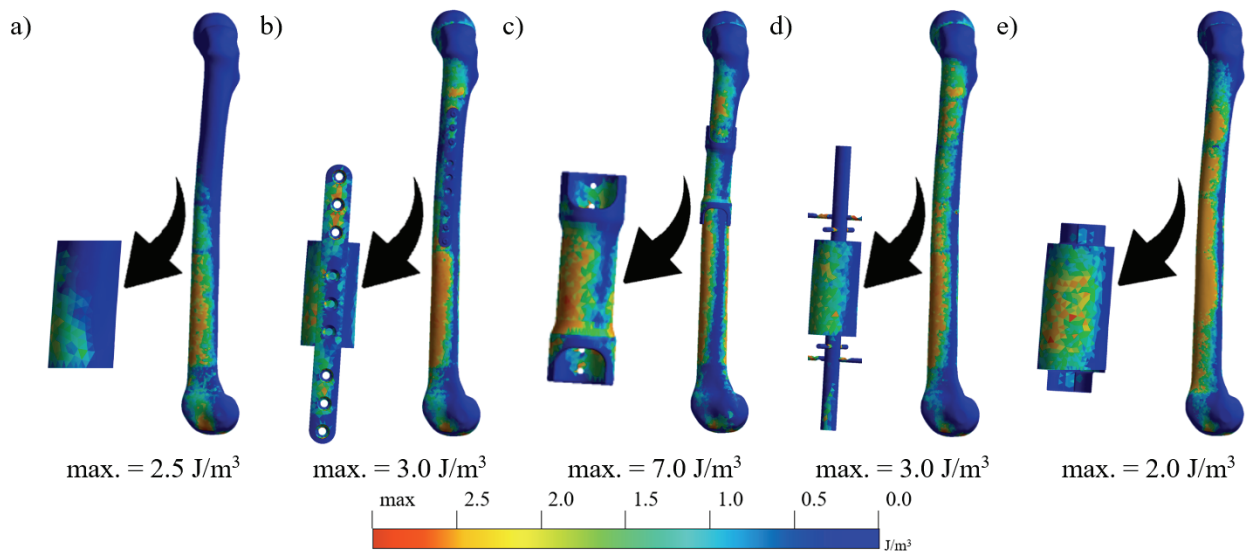 a) b) c) d) e)
max. = 2.5 J/m³ max. = 3.0 J/m³ max. = 7.0 J/m³ max. = 3.0 J/m³ max. = 2.0 J/m³
max 2.5 2.0 1.5 1.0 0.5 0.0
J/m³